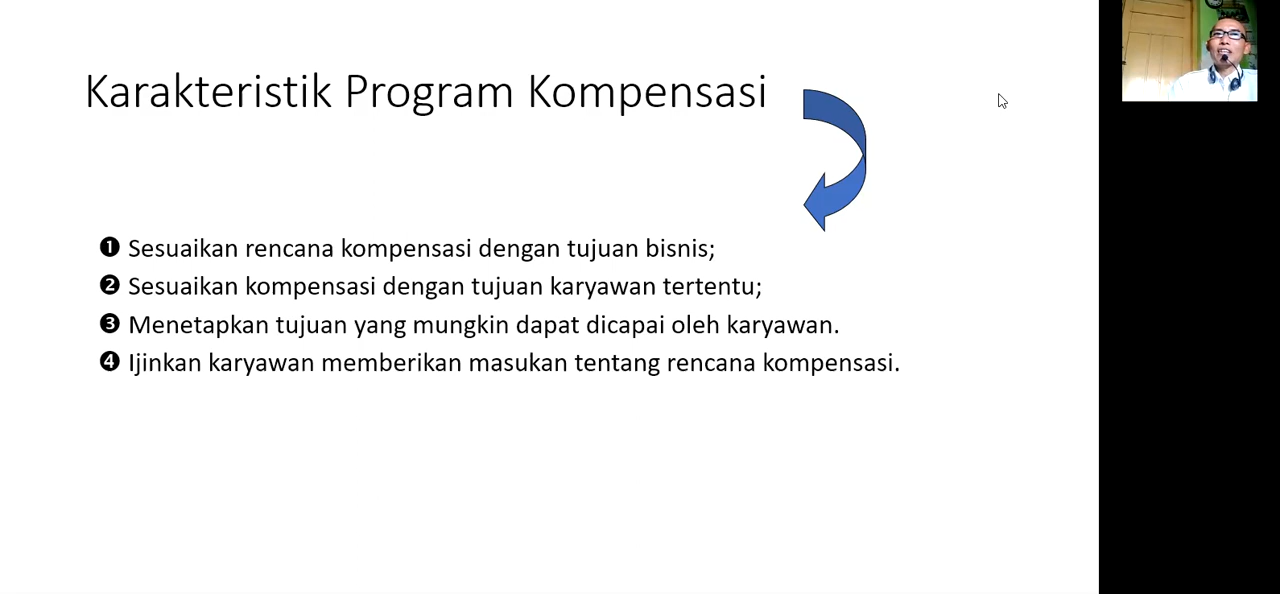 Karakteristik Program Kompensasi
❶ Sesuaikan rencana kompensasi dengan tujuan bisnis;
❷ Sesuaikan kompensasi dengan tujuan karyawan tertentu;
❸ Menetapkan tujuan yang mungkin dapat dicapai oleh karyawan.
❹ Ijinkan karyawan memberikan masukan tentang rencana kompensasi.